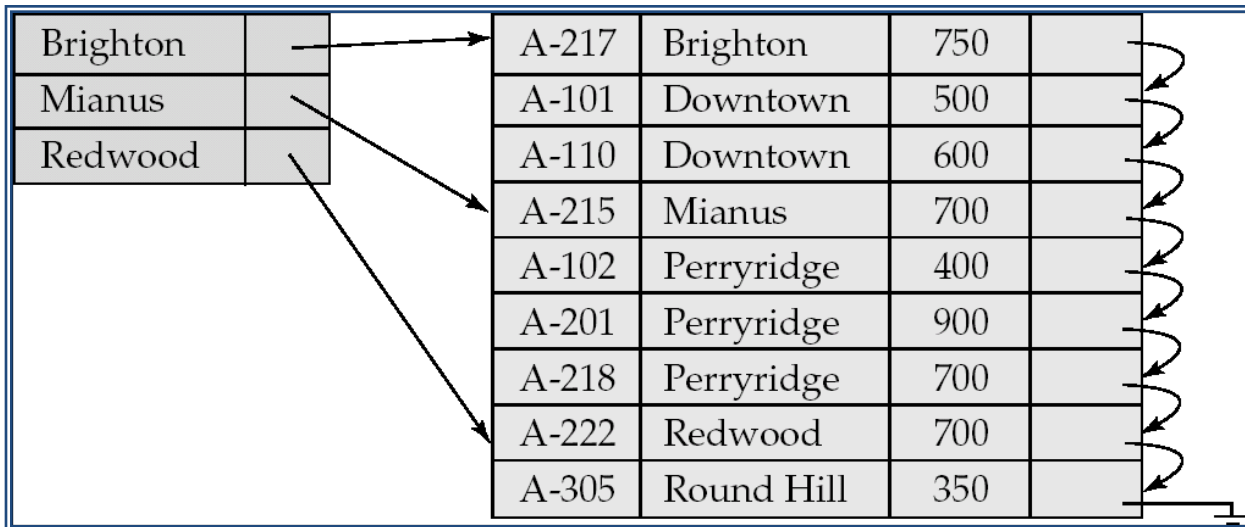 Brighton A-217 Brighton 750
Mianus A-101 Downtown 500
Redwood A-110 Downtown 600
A-215 Mianus 700
A-102 Perryridge 400
A-201 Perryridge 900
A-218 Perryridge 700
A-222 Redwood 700
A-305 Round Hill 350